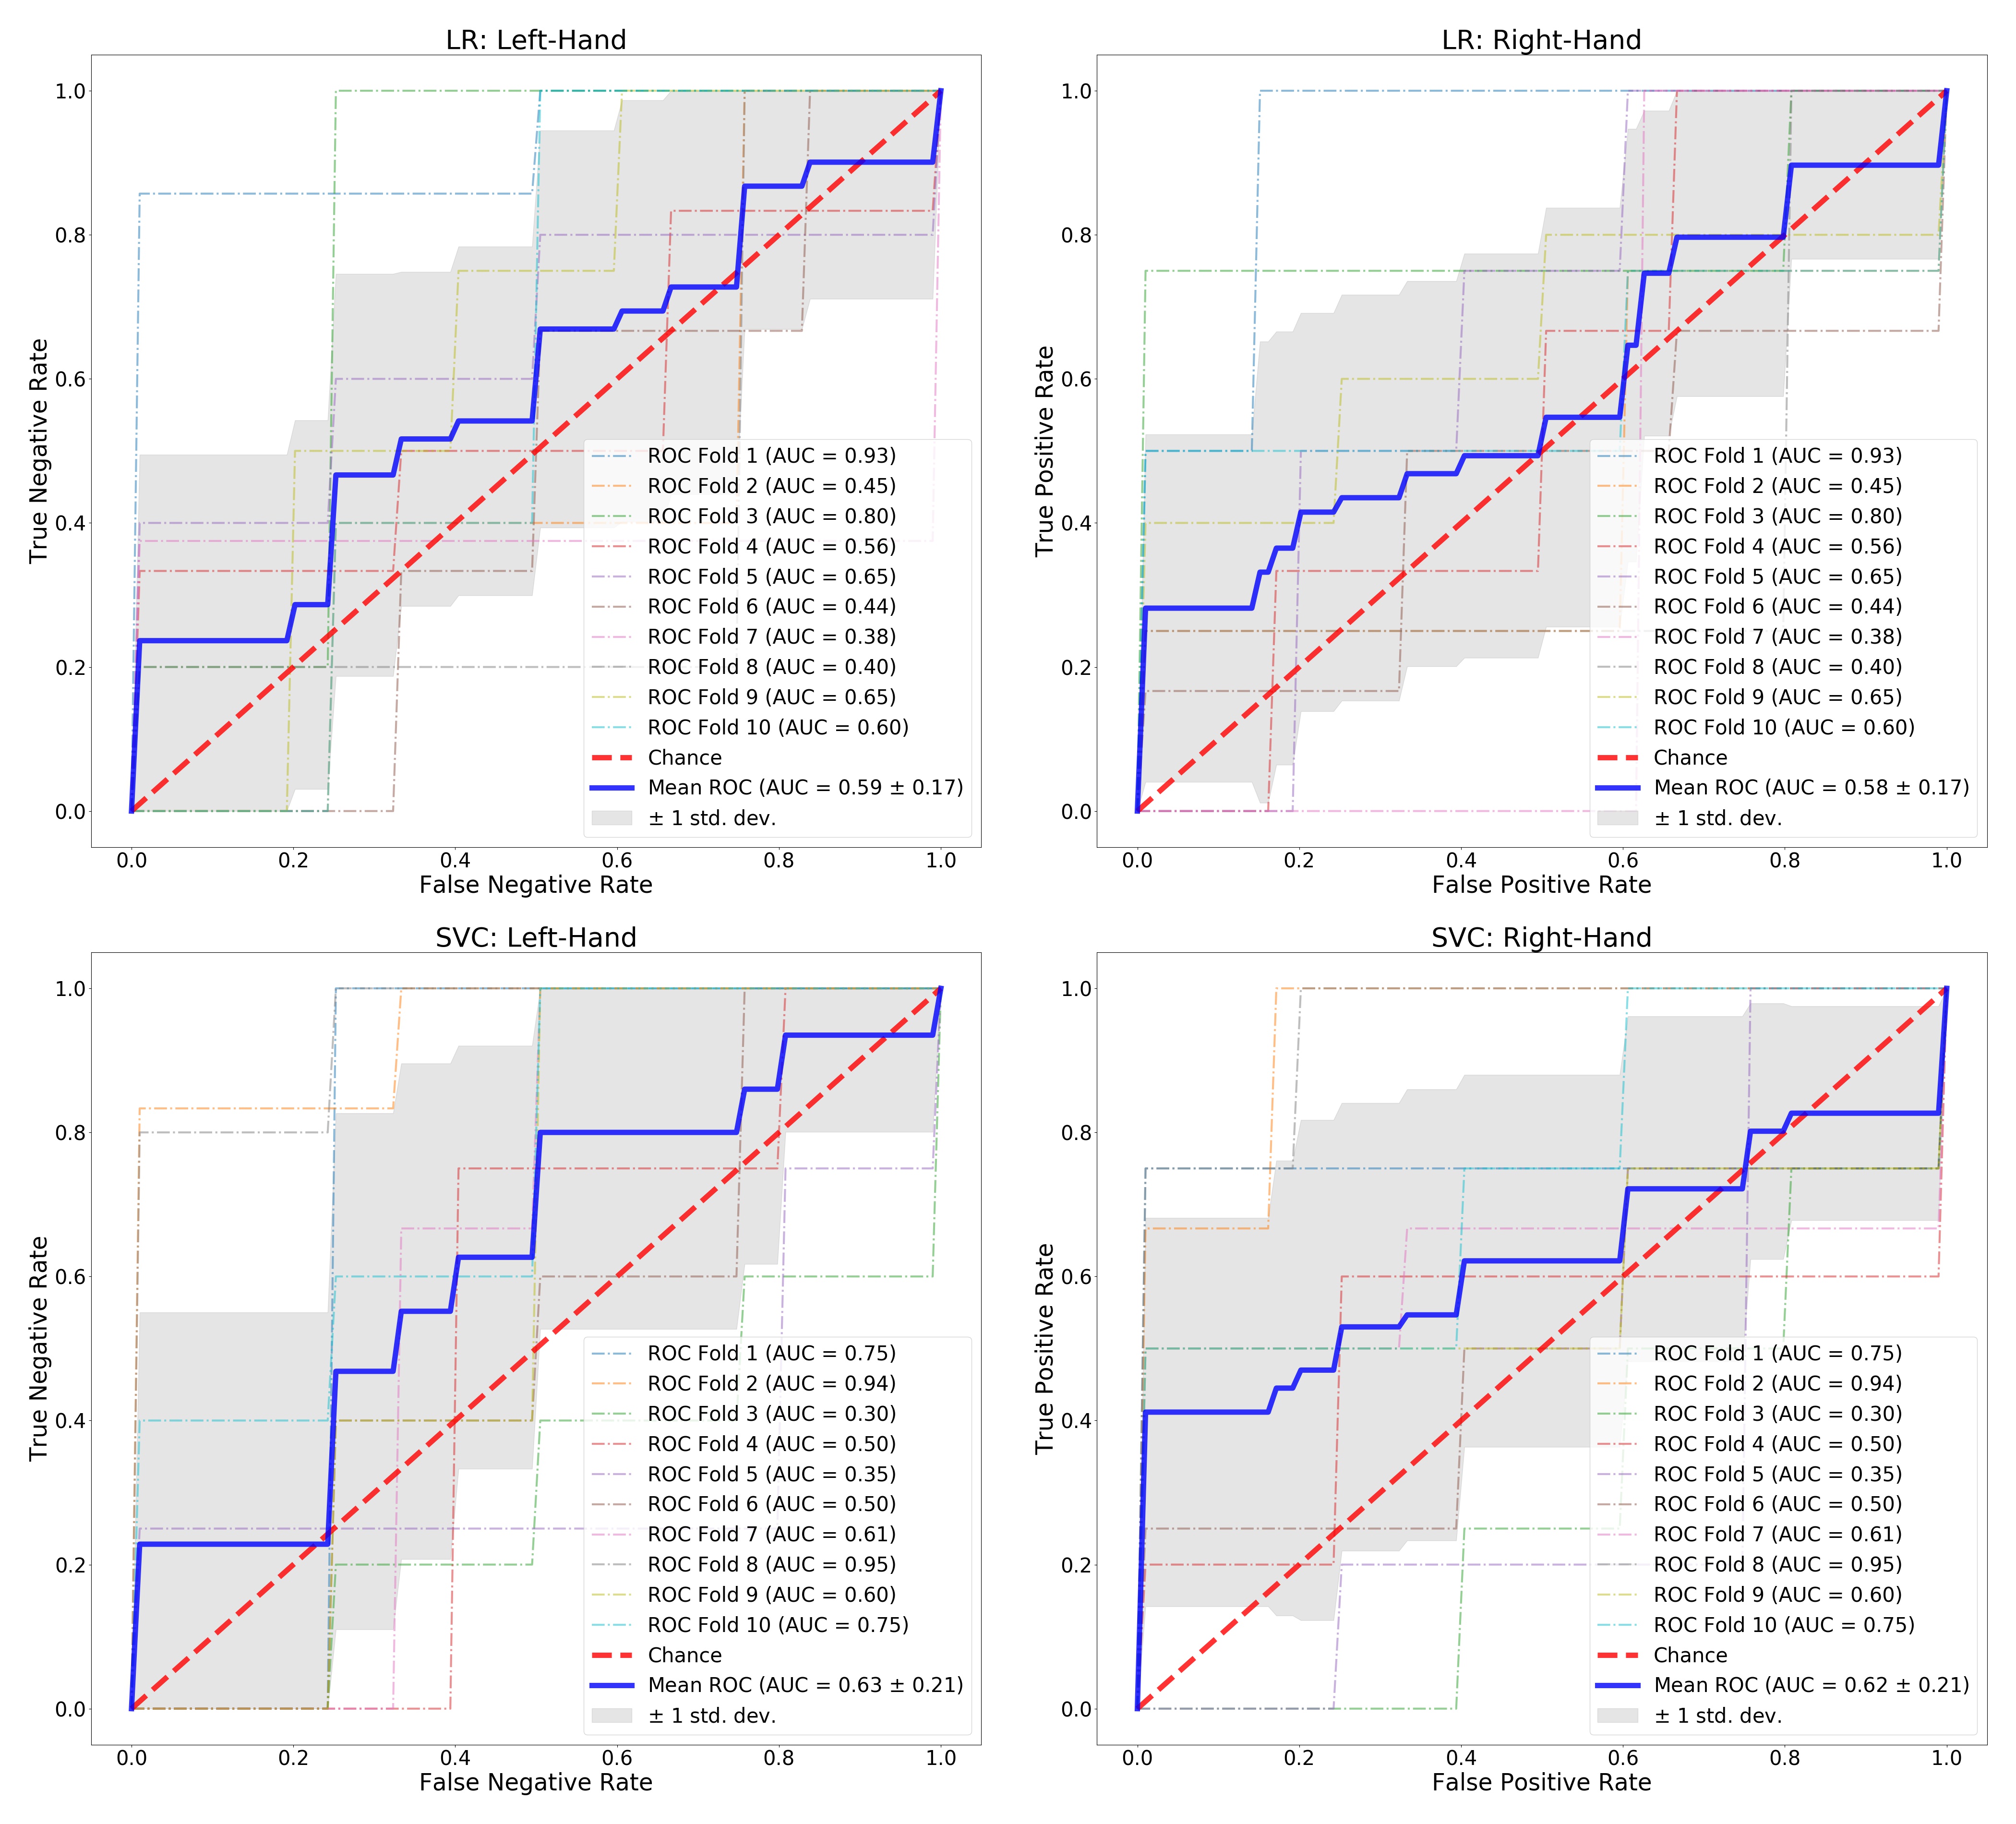 LR: Left-Hand
True Negative Rate
1.0
0.8
0.6
0.4
0.2
0.0
ROC Fold 1 (AUC = 0.93)
ROC Fold 2 (AUC = 0.45)
ROC Fold 3 (AUC = 0.80)
ROC Fold 4 (AUC = 0.56)
ROC Fold 5 (AUC = 0.65)
ROC Fold 6 (AUC = 0.44)
ROC Fold 7 (AUC = 0.38)
ROC Fold 8 (AUC = 0.40)
ROC Fold 9 (AUC = 0.65)
ROC Fold 10 (AUC = 0.60)
Chance
Mean ROC (AUC = 0.59 ± 0.17)
± 1 std. dev.
0.0 0.2 0.4 0.6 0.8 1.0
False Negative Rate
LR: Right-Hand
True Positive Rate
1.0
0.8
0.6
0.4
0.2
0.0
ROC Fold 1 (AUC = 0.93)
ROC Fold 2 (AUC = 0.45)
ROC Fold 3 (AUC = 0.80)
ROC Fold 4 (AUC = 0.56)
ROC Fold 5 (AUC = 0.65)
ROC Fold 6 (AUC = 0.44)
ROC Fold 7 (AUC = 0.38)
ROC Fold 8 (AUC = 0.40)
ROC Fold 9 (AUC = 0.65)
ROC Fold 10 (AUC = 0.60)
Chance
Mean ROC (AUC = 0.58 ± 0.17)
± 1 std. dev.
0.0 0.2 0.4 0.6 0.8 1.0
False Positive Rate
SVC: Left-Hand
True Negative Rate
1.0
0.8
0.6
0.4
0.2
0.0
ROC Fold 1 (AUC = 0.75)
ROC Fold 2 (AUC = 0.94)
ROC Fold 3 (AUC = 0.30)
ROC Fold 4 (AUC = 0.50)
ROC Fold 5 (AUC = 0.35)
ROC Fold 6 (AUC = 0.50)
ROC Fold 7 (AUC = 0.61)
ROC Fold 8 (AUC = 0.95)
ROC Fold 9 (AUC = 0.60)
ROC Fold 10 (AUC = 0.75)
Chance
Mean ROC (AUC = 0.63 ± 0.21)
± 1 std. dev.
0.0 0.2 0.4 0.6 0.8 1.0
False Negative Rate
SVC: Right-Hand
True Positive Rate
1.0
0.8
0.6
0.4
0.2
0.0
ROC Fold 1 (AUC = 0.75)
ROC Fold 2 (AUC = 0.94)
ROC Fold 3 (AUC = 0.30)
ROC Fold 4 (AUC = 0.50)
ROC Fold 5 (AUC = 0.35)
ROC Fold 6 (AUC = 0.50)
ROC Fold 7 (AUC = 0.61)
ROC Fold 8 (AUC = 0.95)
ROC Fold 9 (AUC = 0.60)
ROC Fold 10 (AUC = 0.75)
Chance
Mean ROC (AUC = 0.62 ± 0.21)
± 1 std. dev.
0.0 0.2 0.4 0.6 0.8 1.0
False Positive Rate